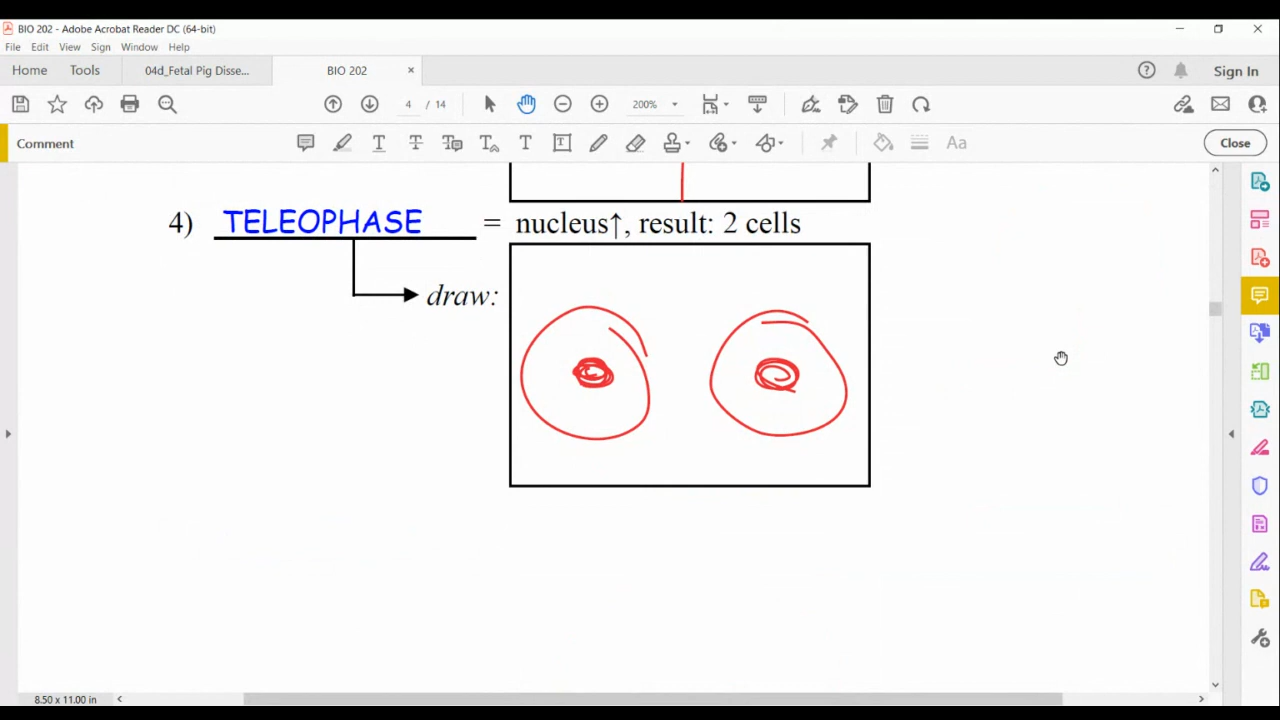 BIO 202 - Adobe Acrobat Reader DC (64-bit)
File Edit View Sign Window Help
Home Tools 04d_Fetal Pig Disse... BIO 202 × Sign In
4 / 14 200%
Comment T T T T Aa Close
4) TELEOPHASE = nucleus↑, result: 2 cells
draw:
8.50 x 11.00 in